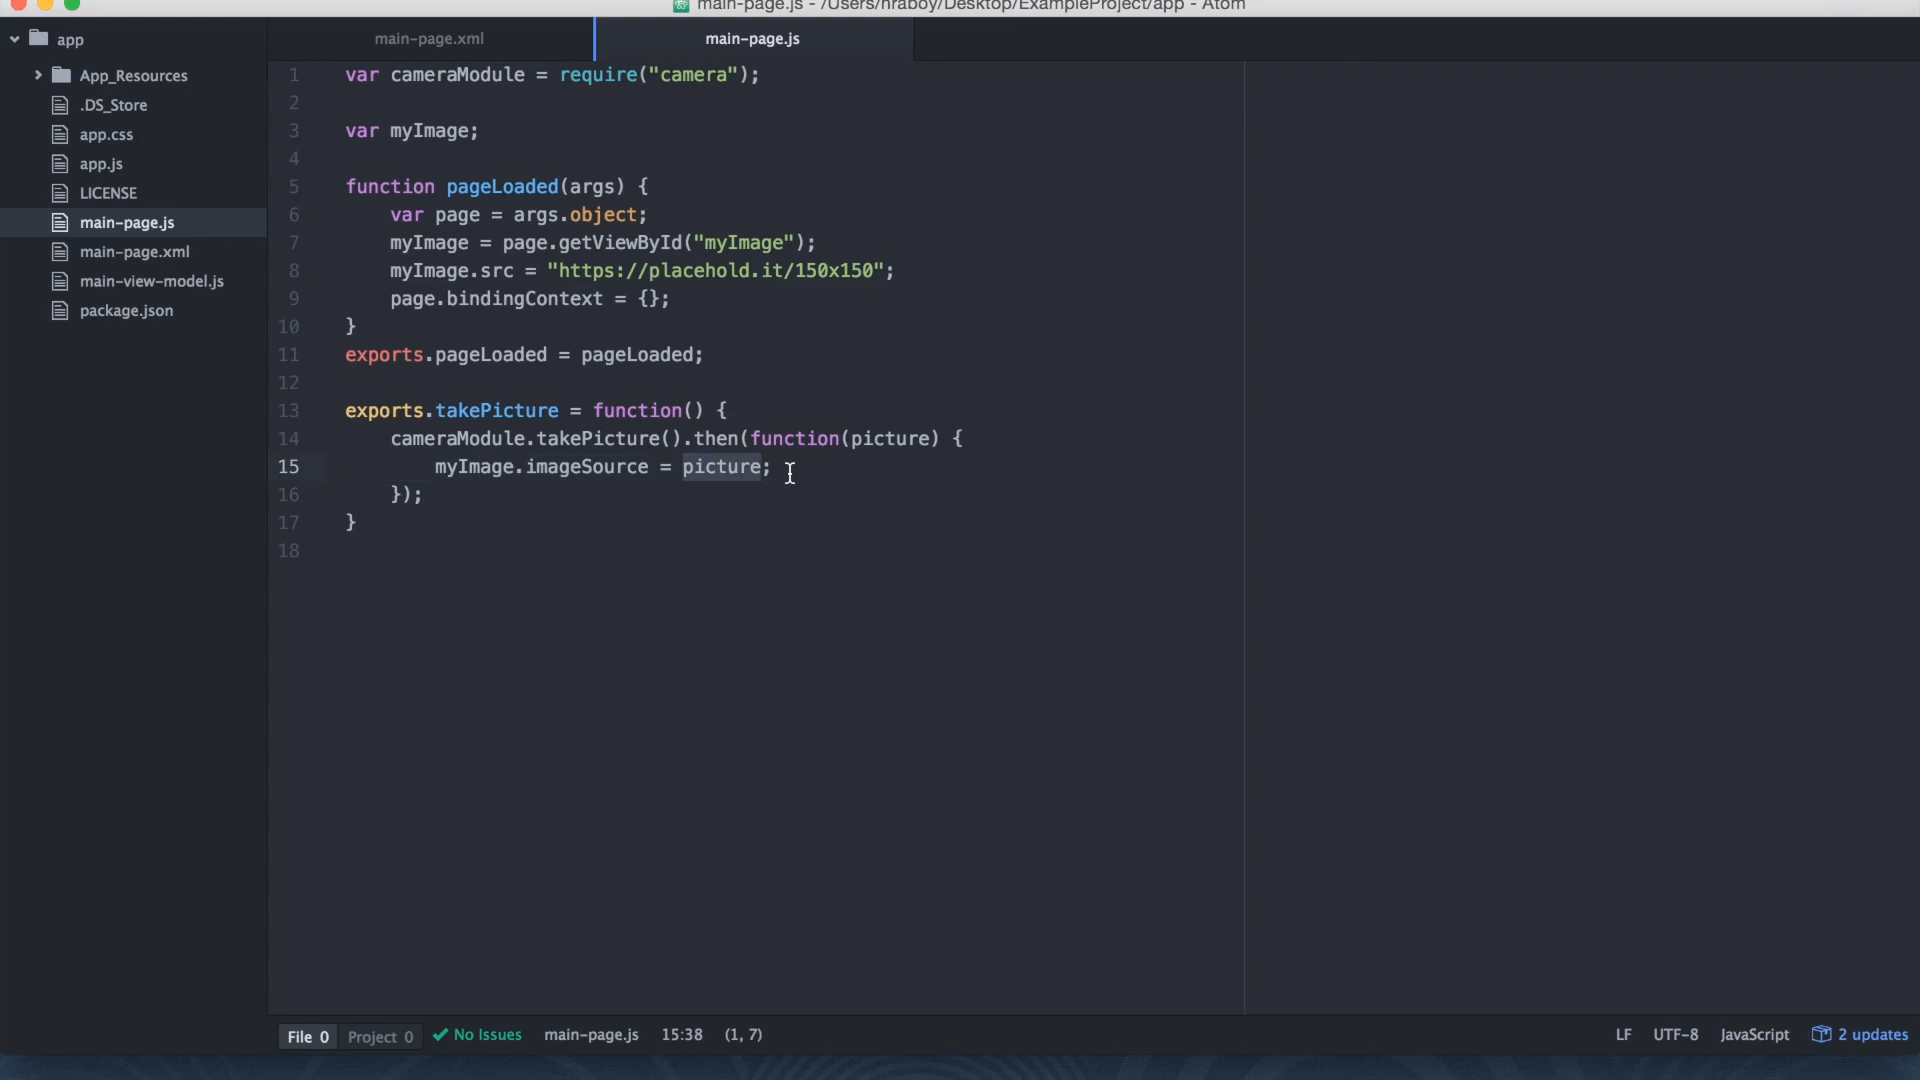 main-page.js - /Users/nraboy/Desktop/ExampleProject/app - Atom
app
App_Resources
.DS_Store
app.css
app.js
LICENSE
main-page.js
main-page.xml
main-view-model.js
package.json
main-page.xml
main-page.js
1 var cameraModule = require("camera");
2
3 var myImage;
4
5 function pageLoaded(args) {
6 var page = args.object;
7 myImage = page.getViewById("myImage");
8 myImage.src = "https://placehold.it/150x150";
9 page.bindingContext = {};
10 }
11 exports.pageLoaded = pageLoaded;
12
13 exports.takePicture = function() {
14 cameraModule.takePicture().then(function(picture) {
15 myImage.imageSource = picture;
16 });
17 }
18
File 0 Project 0 No Issues main-page.js 15:38 (1, 7) LF UTF-8 JavaScript 2 updates